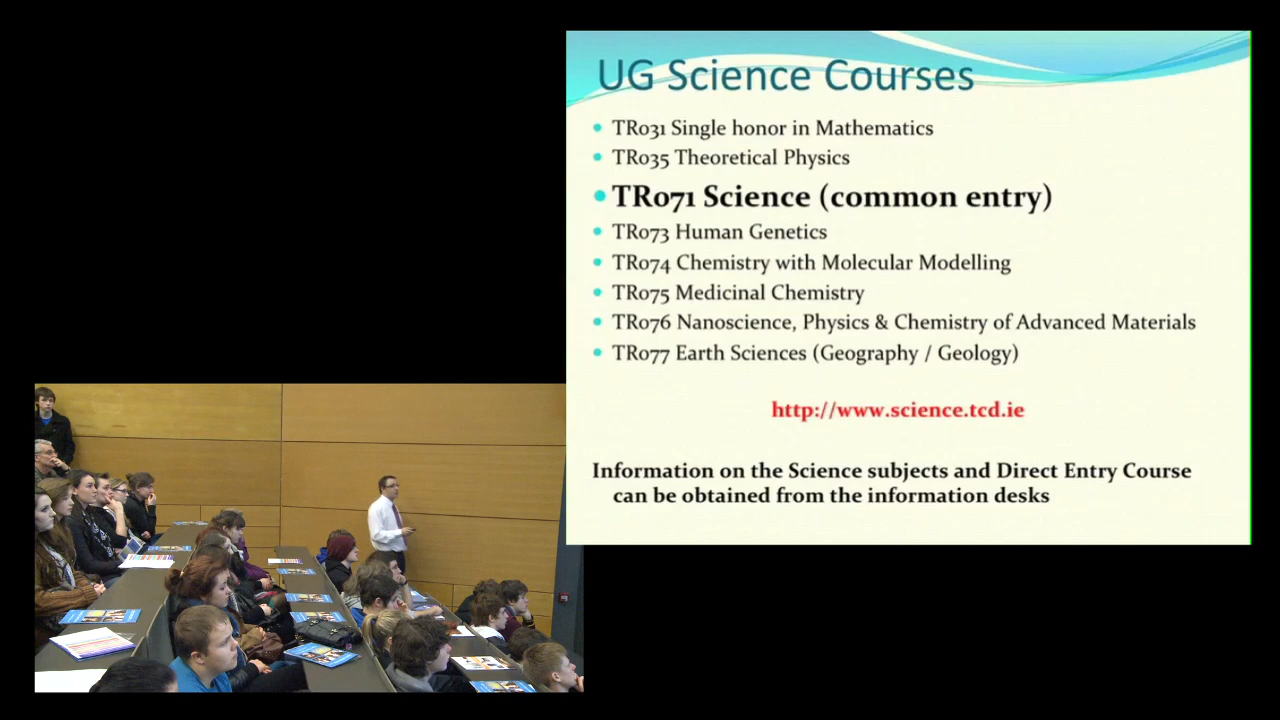 UG Science Courses
TR031 Single honor in Mathematics
TR035 Theoretical Physics
TR071 Science (common entry)
TR073 Human Genetics
TR074 Chemistry with Molecular Modelling
TR075 Medicinal Chemistry
TR076 Nanoscience, Physics & Chemistry of Advanced Materials
TR077 Earth Sciences (Geography / Geology)
http://www.science.tcd.ie
Information on the Science subjects and Direct Entry Course
can be obtained from the information desks